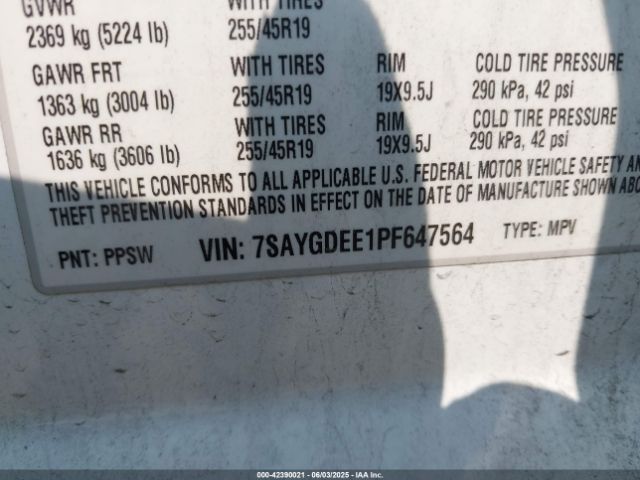 GVWR WITH TIRES
2369 kg (5224 lb) 255/45R19
GAWR FRT WITH TIRES RIM COLD TIRE PRESSURE
1363 kg (3004 lb) 255/45R19 19X9.5J 290 kPa, 42 psi
GAWR RR WITH TIRES RIM COLD TIRE PRESSURE
1636 kg (3606 lb) 255/45R19 19X9.5J 290 kPa, 42 psi
THIS VEHICLE CONFORMS TO ALL APPLICABLE U.S. FEDERAL MOTOR VEHICLE SAFETY AN
THEFT PREVENTION STANDARDS IN EFFECT ON THE DATE OF MANUFACTURE SHOWN ABO
PNT: PPSW VIN: 7SAYGDEE1PF647564 TYPE: MPV
000-42390021 - 06/03/2025 - IAA Inc.